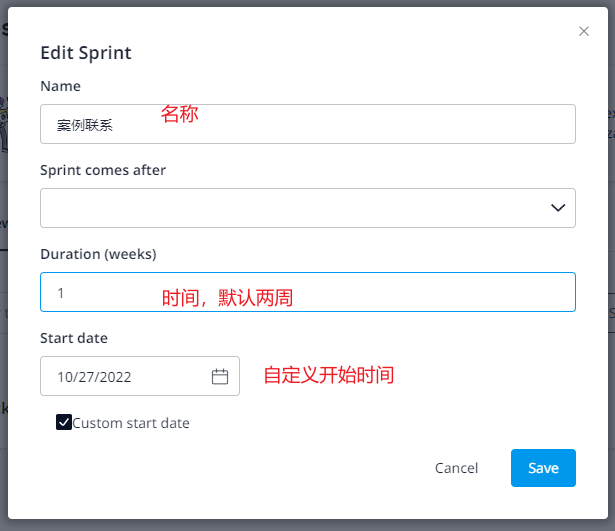 Edit Sprint
Name
案例联系
名称
Sprint comes after
Duration (weeks)
1
时间，默认两周
Start date
10/27/2022
自定义开始时间
Custom start date
Cancel
Save